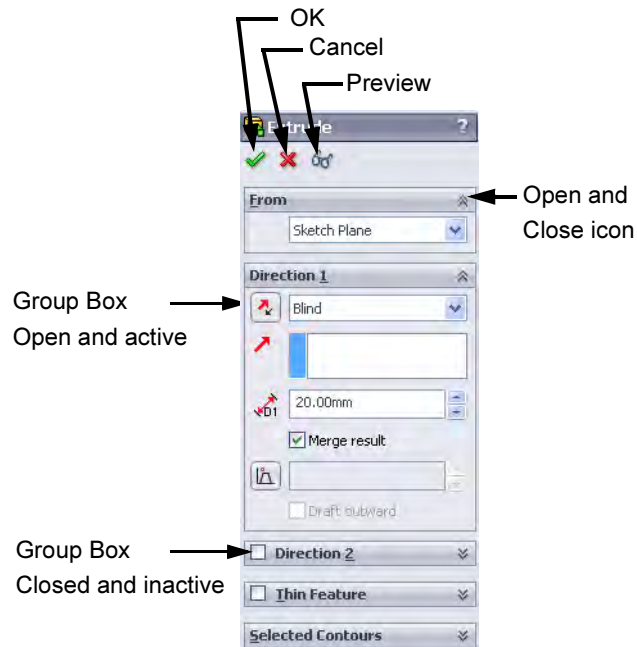 OK
Cancel
Preview
Extrude ?
From
Open and
Close icon
Sketch Plane
Direction 1
Group Box
Open and active
Blind
D1
20.00mm
Merge result
Draft outward
Group Box
Closed and inactive
Direction 2
Thin Feature
Selected Contours